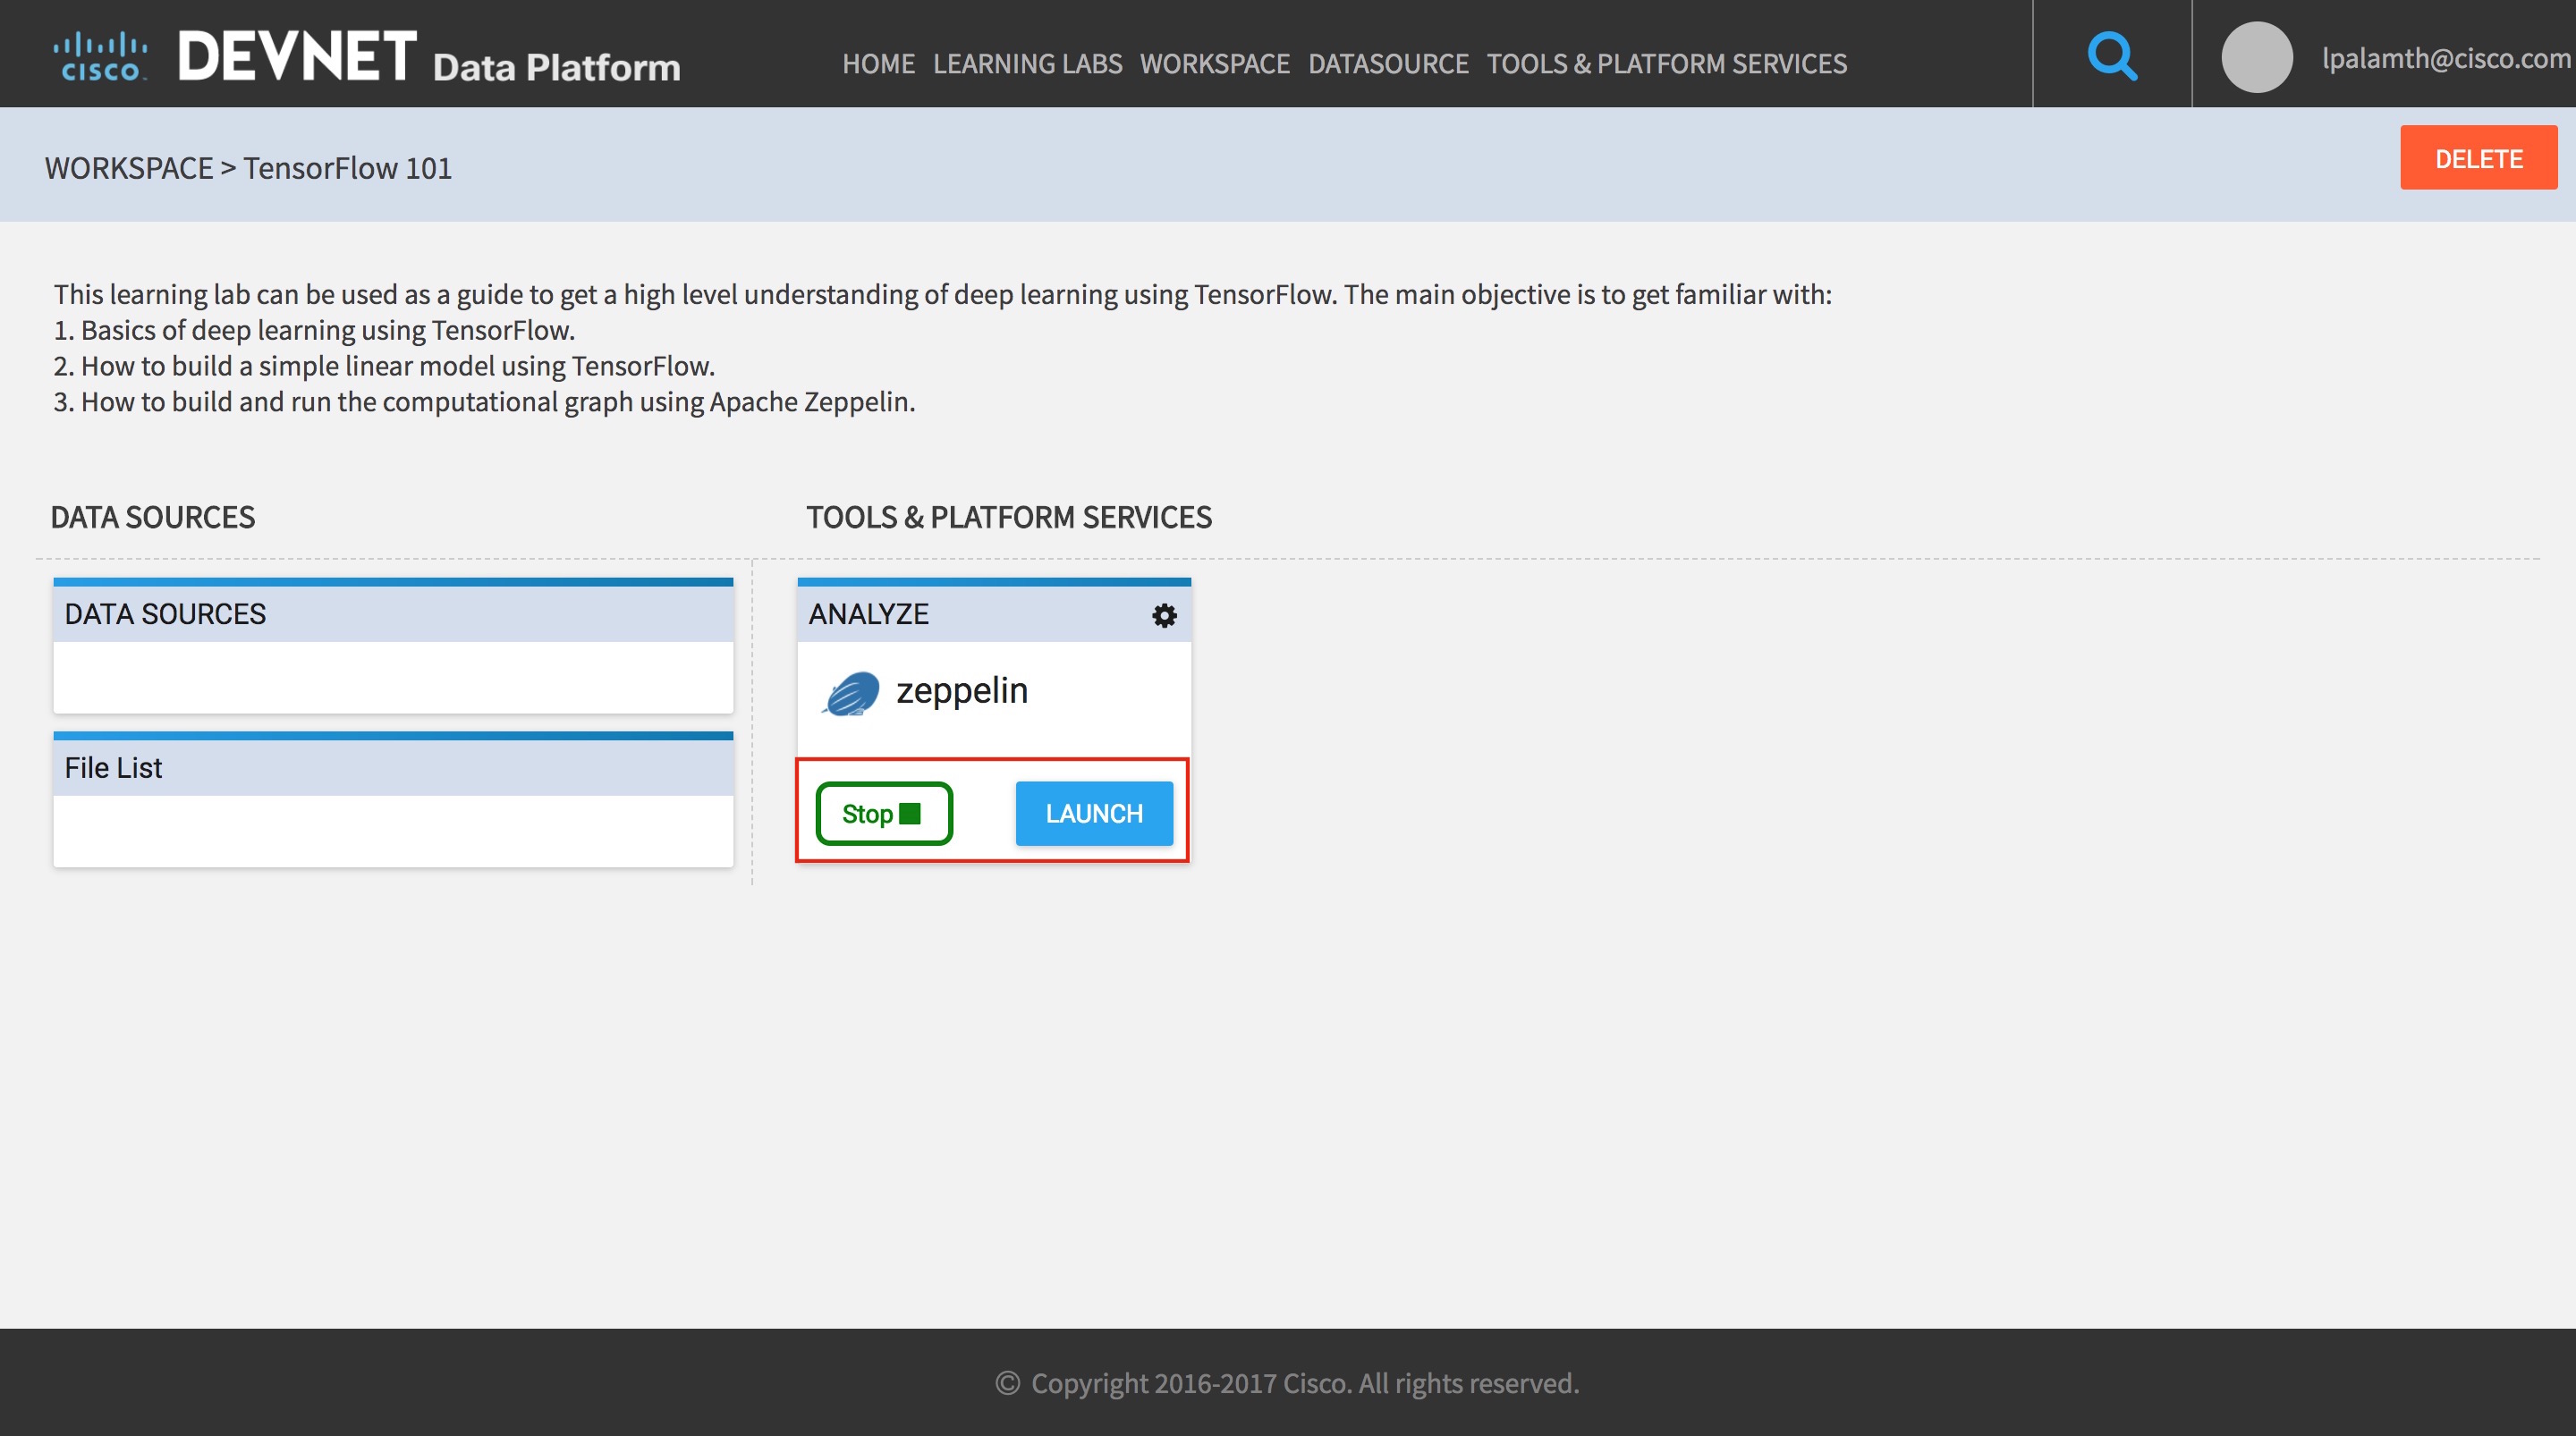 CISCO DEVNET Data Platform HOME LEARNING LABS WORKSPACE DATASOURCE TOOLS & PLATFORM SERVICES lpalamth@cisco.com
WORKSPACE > TensorFlow 101 DELETE
This learning lab can be used as a guide to get a high level understanding of deep learning using TensorFlow. The main objective is to get familiar with:
1. Basics of deep learning using TensorFlow.
2. How to build a simple linear model using TensorFlow.
3. How to build and run the computational graph using Apache Zeppelin.
DATA SOURCES
TOOLS & PLATFORM SERVICES
DATA SOURCES
File List
ANALYZE
zeppelin
Stop LAUNCH
© Copyright 2016-2017 Cisco. All rights reserved.